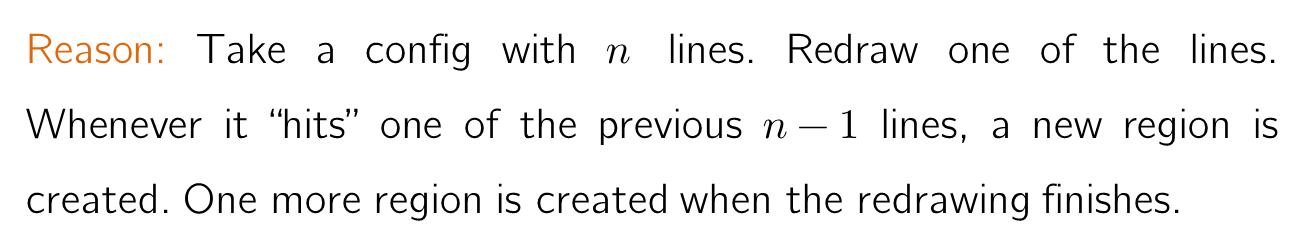 Reason: Take a config with n lines. Redraw one of the lines.
Whenever it “hits” one of the previous n − 1 lines, a new region is
created. One more region is created when the redrawing finishes.